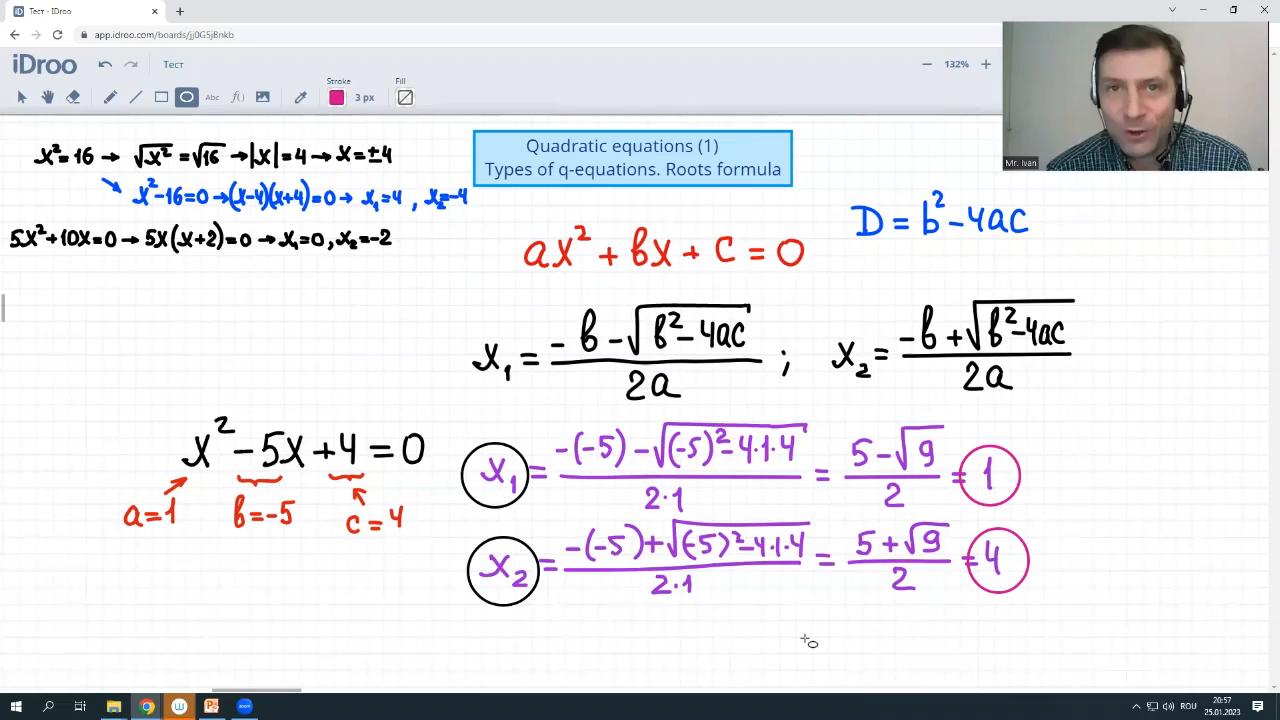 Тест - iDroo
app.idroo.com/boards/jj0G5jBnkb
iDroo
Тест
132%
Stroke
3 px
Fill
Abc
f()
Mr. Ivan
Quadratic equations (1)
Types of q-equations. Roots formula
x² = 16 → √x² = √16 → |x| = 4 → x = ±4
x² - 16 = 0 → (x-4)(x+4) = 0 → x₁ = 4, x₂ = -4
5x² + 10x = 0 → 5x(x+2) = 0 → x₁ = 0, x₂ = -2
D = b² - 4ac
ax² + bx + c = 0
x₁ = (-b - √(b² - 4ac)) / 2a ; x₂ = (-b + √(b² - 4ac)) / 2a
x² - 5x + 4 = 0
a = 1
b = -5
c = 4
x₁ = (-(-5) - √((-5)² - 4·1·4)) / 2·1 = (5 - √9) / 2 = 1
x₂ = (-(-5) + √((-5)² - 4·1·4)) / 2·1 = (5 + √9) / 2 = 4
zoom
ROU
20:57
25.01.2023